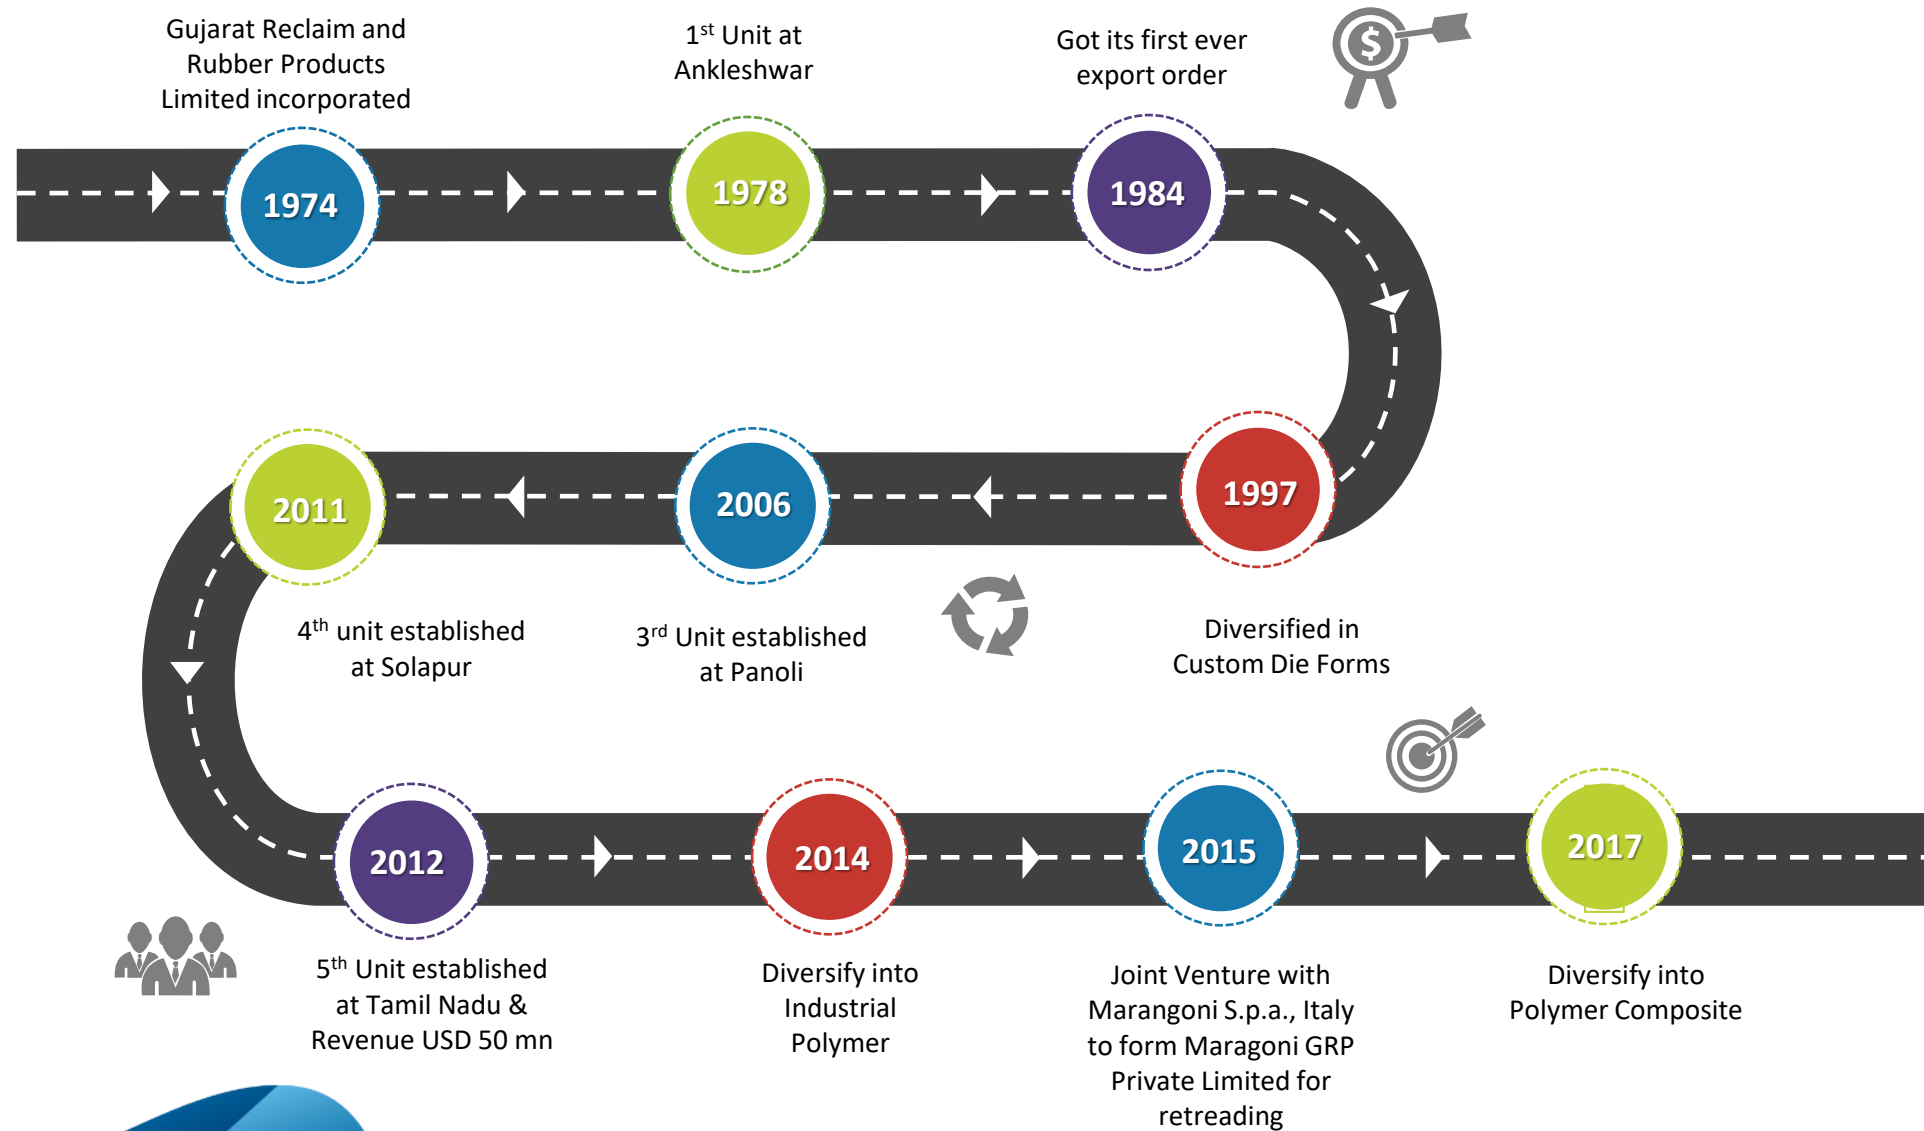 Gujarat Reclaim and
Rubber Products
Limited incorporated
1st Unit at
Ankleshwar
Got its first ever
export order
$
1974
1978
1984
2011
2006
1997
4th unit established
at Solapur
3rd Unit established
at Panoli
Diversified in
Custom Die Forms
2012
2014
2015
2017
5th Unit established
at Tamil Nadu &
Revenue USD 50 mn
Diversify into
Industrial
Polymer
Joint Venture with
Marangoni S.p.a., Italy
to form Maragoni GRP
Private Limited for
retreading
Diversify into
Polymer Composite